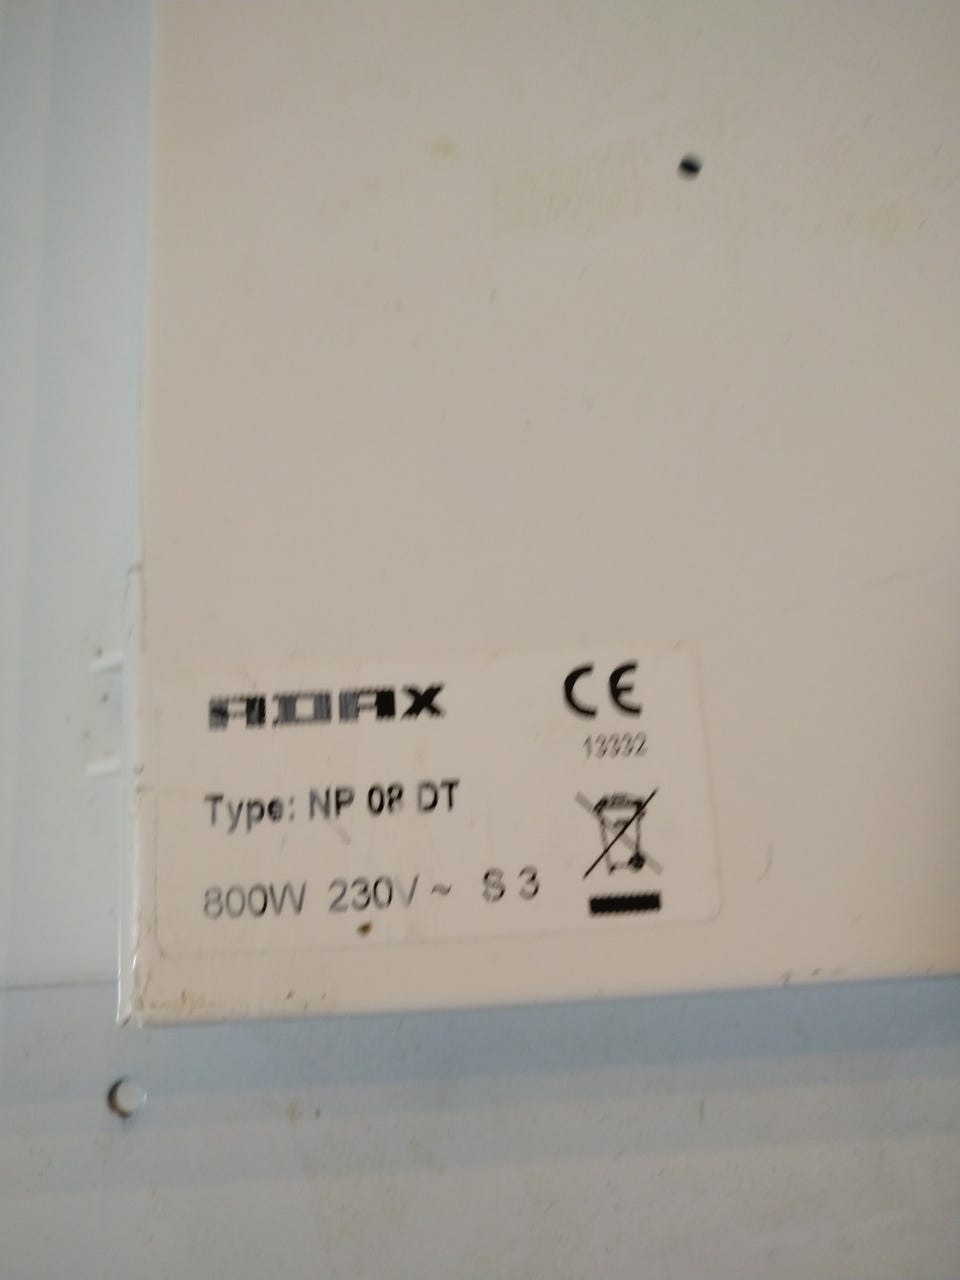 ADAX
CE
13332
Type: NP 08 DT
800W 230V~ S 3